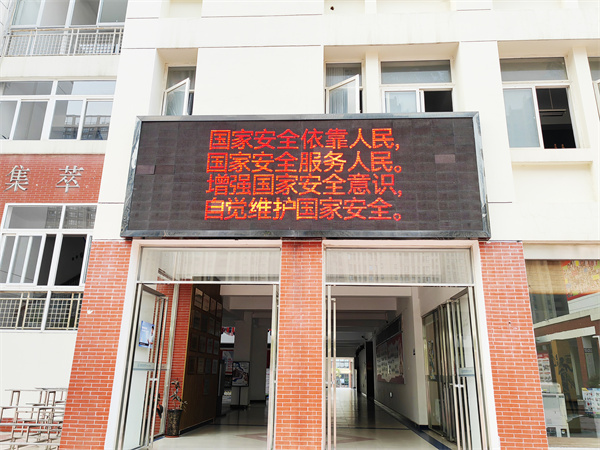 国家安全依靠人民，
国家安全服务人民。
增强国家安全意识，
自觉维护国家安全。
集萃